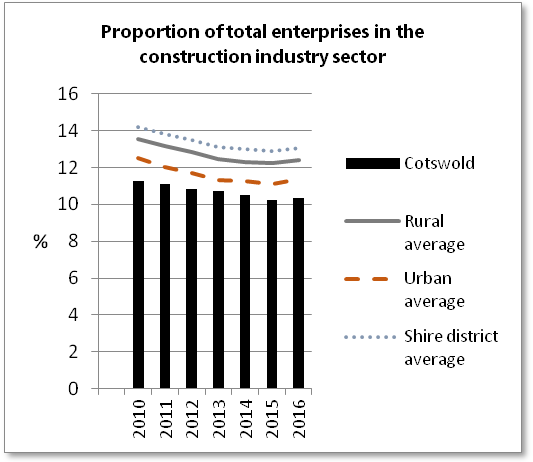 Proportion of total enterprises in the
construction industry sector
16
14
12
10
8
6
4
2
0
%
2010
2011
2012
2013
2014
2015
2016
Cotswold
Rural
average
Urban
average
Shire district
average